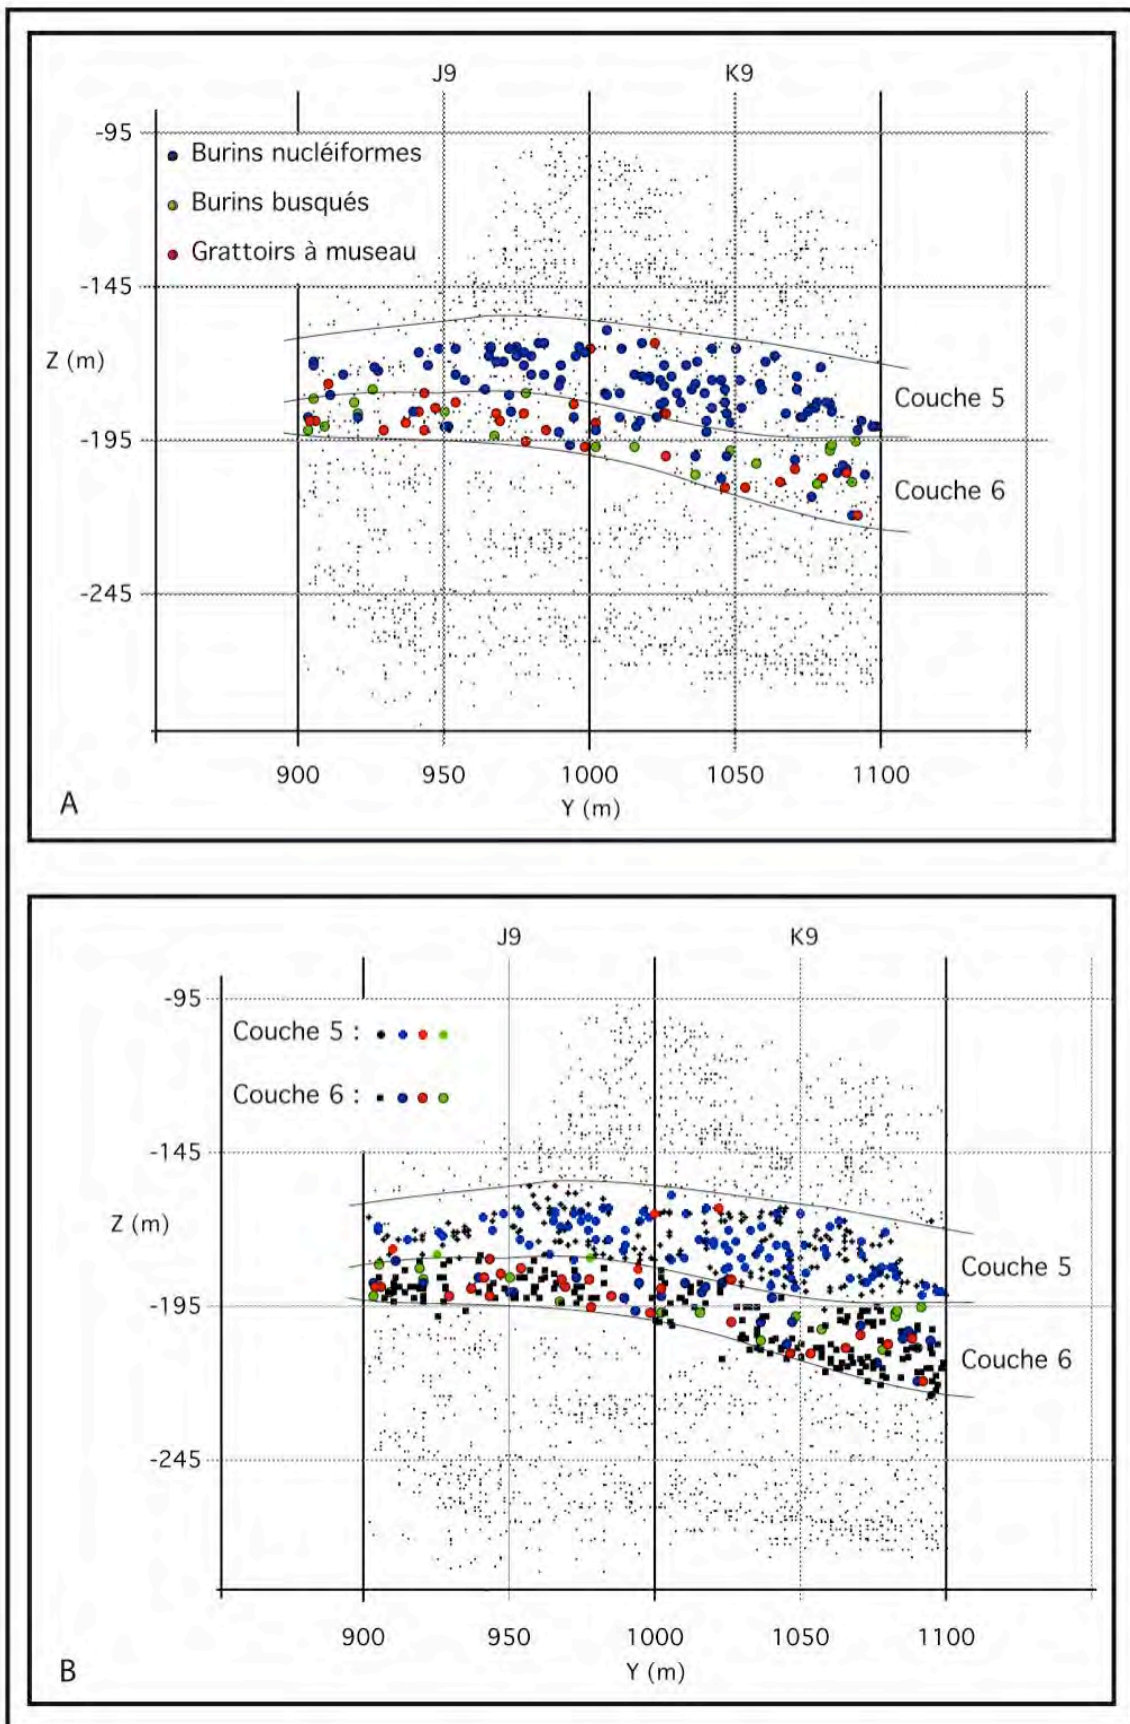 J9 K9
-95
Burins nucléiformes
Burins busqués
Grattoirs à museau
-145
Z (m)
Couche 5
-195
Couche 6
-245
900 950 1000 1050 1100
Y (m)
A
J9 K9
-95
Couche 5 :
Couche 6 :
-145
Z (m)
Couche 5
-195
Couche 6
-245
900 950 1000 1050 1100
Y (m)
B